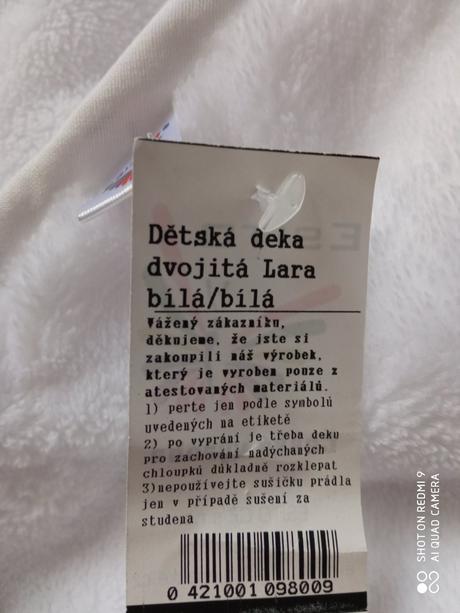 Dětská deka
dvojitá Lara
bílá/bílá
Vážený zákazníku,
děkujeme, že jste si
zakoupili náš výrobek,
který je vyroben pouze z
atestovaných materiálů.
1) perte jen podle symbolů
uvedených na etiketě
2) po vyprání je třeba deku
pro zachování nadýchaných
chloupků důkladně rozklepat
3)nepoužívejte sušičku prádla
jen v případě sušení za
studena
0 421001 098009
SHOT ON REDMI 9
AI QUAD CAMERA